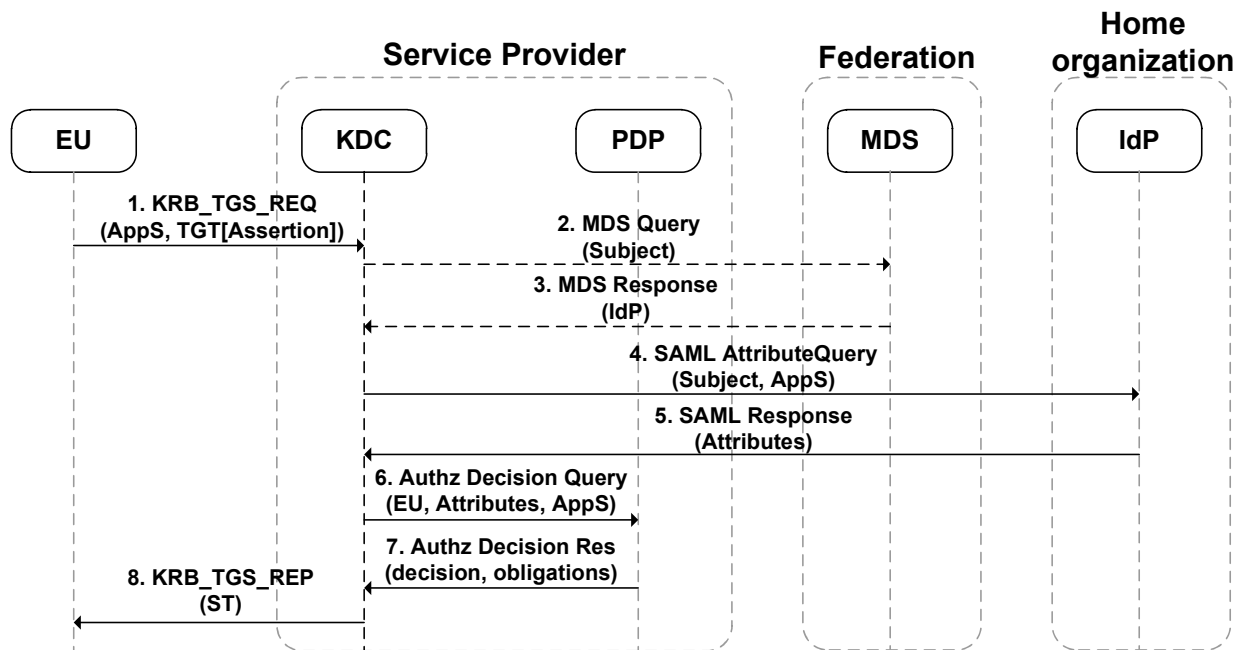 Service Provider
Federation
Home
organization
EU
KDC
PDP
MDS
IdP
1. KRB_TGS_REQ
(AppS, TGT[Assertion])
2. MDS Query
(Subject)
3. MDS Response
(IdP)
4. SAML AttributeQuery
(Subject, AppS)
5. SAML Response
(Attributes)
6. Authz Decision Query
(EU, Attributes, AppS)
7. Authz Decision Res
(decision, obligations)
8. KRB_TGS_REP
(ST)